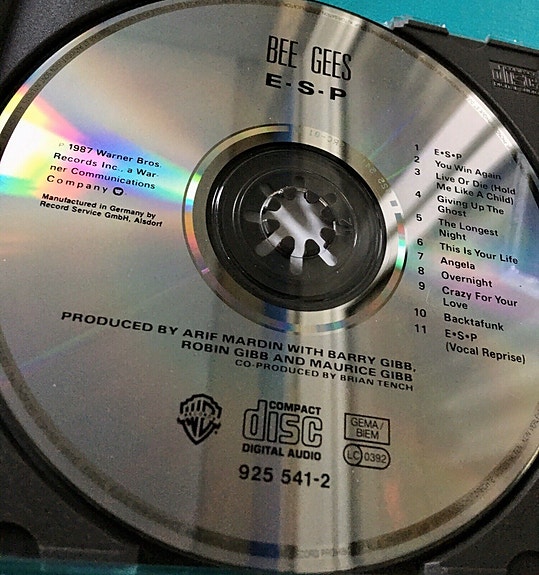 BEE GEES
E·S·P
℗ 1987 Warner Bros.
Records Inc., a War-
ner Communications
Company
Manufactured in Germany by
Record Service GmbH, Alsdorf
1 E•S•P
2 You Win Again
3 Live or Die (Hold
Me Like A Child)
4 Giving Up The
Ghost
5 The Longest
Night
6 This Is Your Life
7 Angela
8 Overnight
9 Crazy For Your
Love
10 Backtafunk
11 E•S•P
(Vocal Reprise)
PRODUCED BY ARIF MARDIN WITH BARRY GIBB,
ROBIN GIBB AND MAURICE GIBB
CO-PRODUCED BY BRIAN TENCH
WB
COMPACT
disc
DIGITAL AUDIO
GEMA/
BIEM
LC 0392
925 541-2